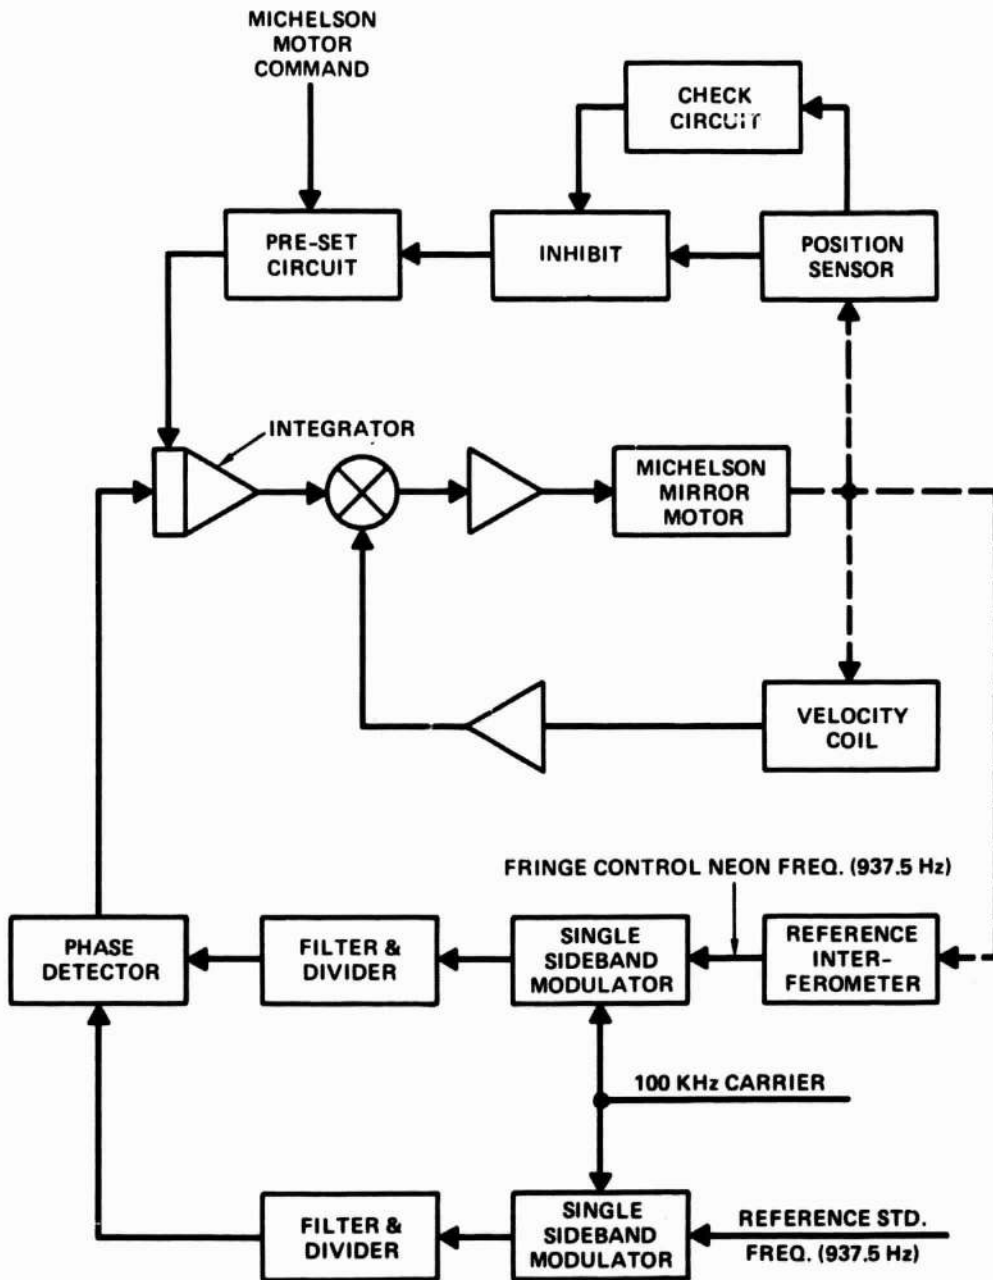 MICHELSON
MOTOR
COMMAND
CHECK
CIRCUIT
PRE-SET
CIRCUIT
INHIBIT
POSITION
SENSOR
INTEGRATOR
MICHELSON
MIRROR
MOTOR
VELOCITY
COIL
FRINGE CONTROL NEON FREQ. (937.5 Hz)
PHASE
DETECTOR
FILTER &
DIVIDER
SINGLE
SIDEBAND
MODULATOR
REFERENCE
INTER-
FEROMETER
100 KHz CARRIER
FILTER &
DIVIDER
SINGLE
SIDEBAND
MODULATOR
REFERENCE STD.
FREQ. (937.5 Hz)